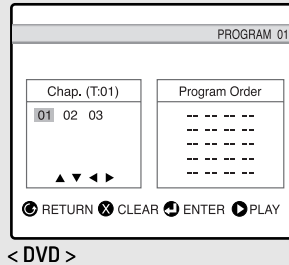 PROGRAM 01
Chap. (T:01)
01 02 03
Program Order
-- -- -- --
-- -- -- --
-- -- -- --
-- -- -- --
-- -- -- --
RETURN CLEAR ENTER PLAY
< DVD >